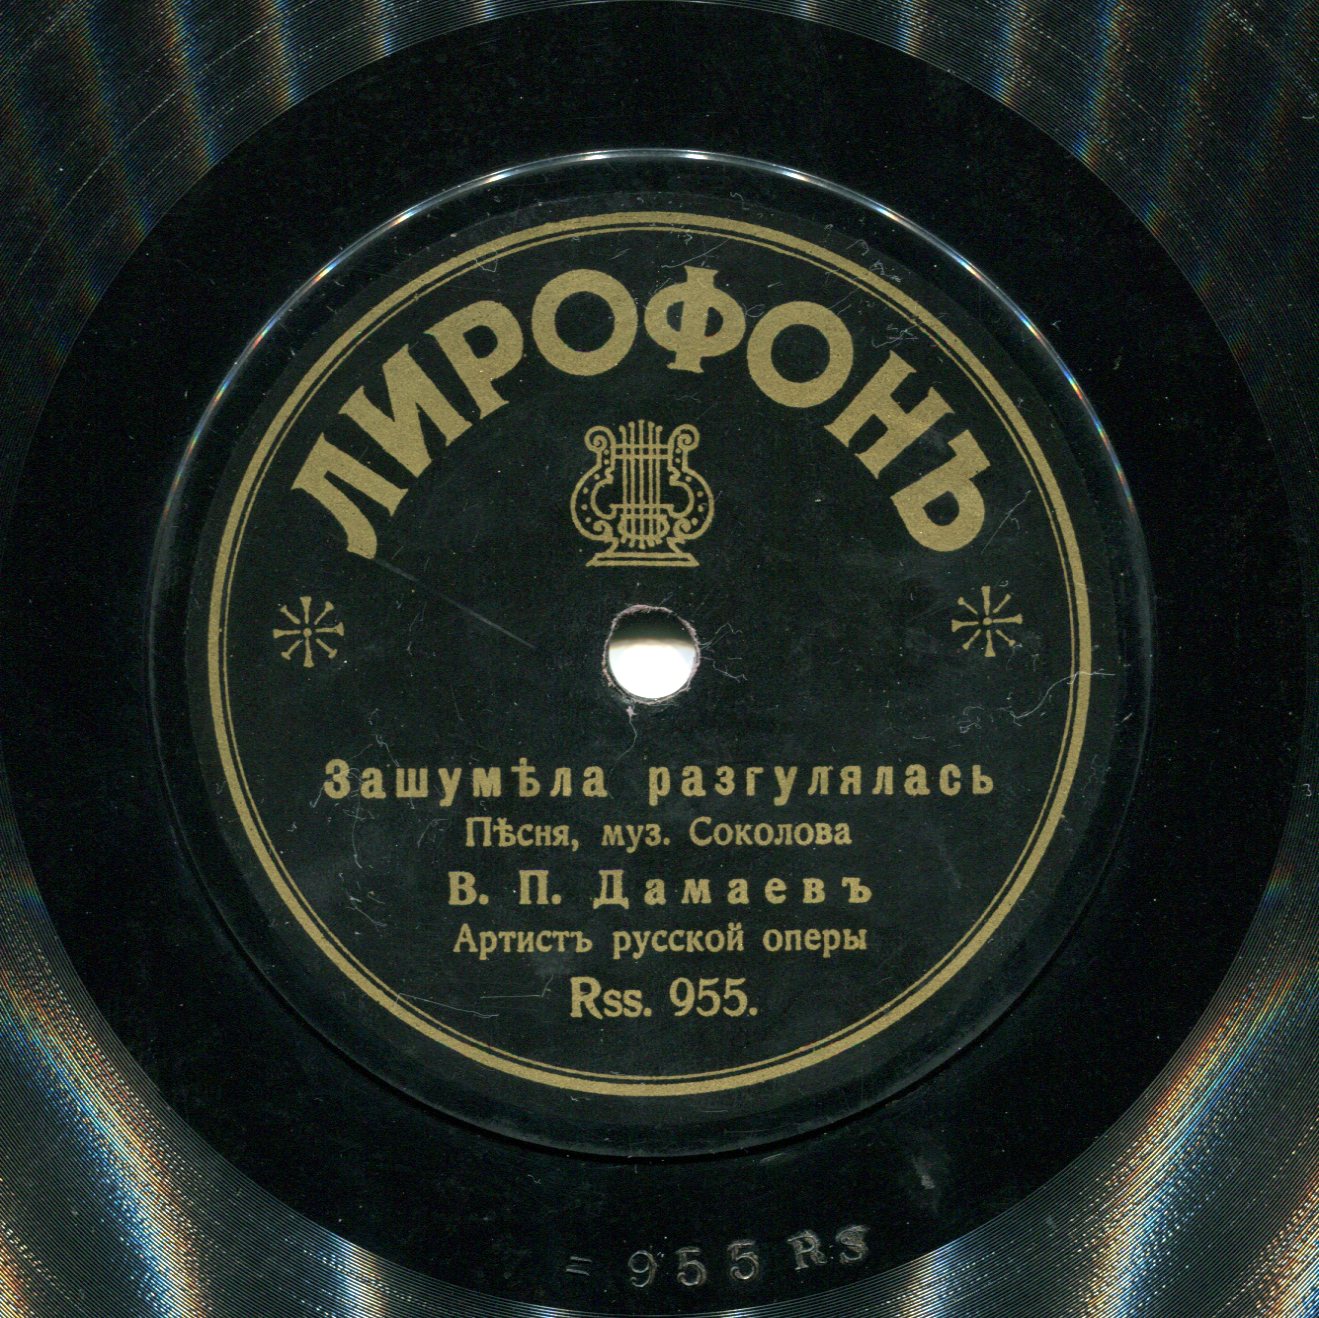 ЛИРОФОНЪ
Зашумѣла разгулялась
Пѣсня, муз. Соколова
В. П. Дамаевъ
Артистъ русской оперы
Rss. 955.
= 955 RS